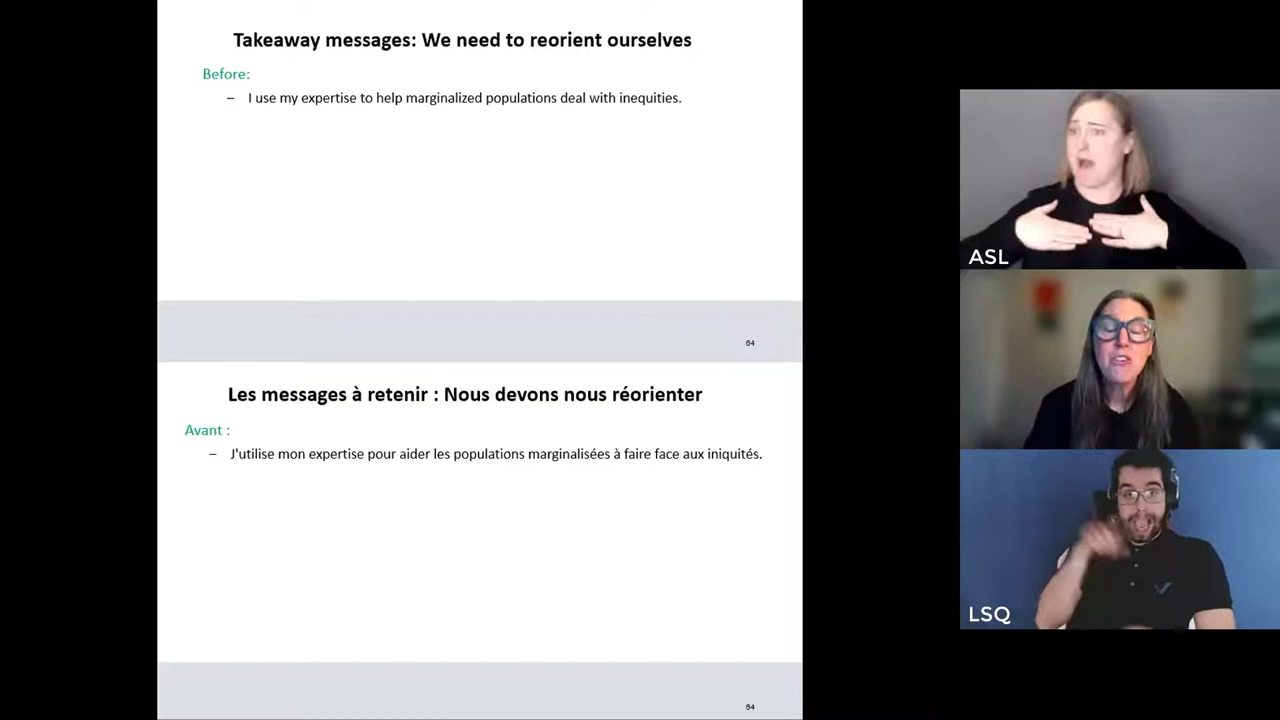 Takeaway messages: We need to reorient ourselves
Before:
– I use my expertise to help marginalized populations deal with inequities.
64
Les messages à retenir : Nous devons nous réorienter
Avant :
– J'utilise mon expertise pour aider les populations marginalisées à faire face aux iniquités.
64
ASL
LSQ